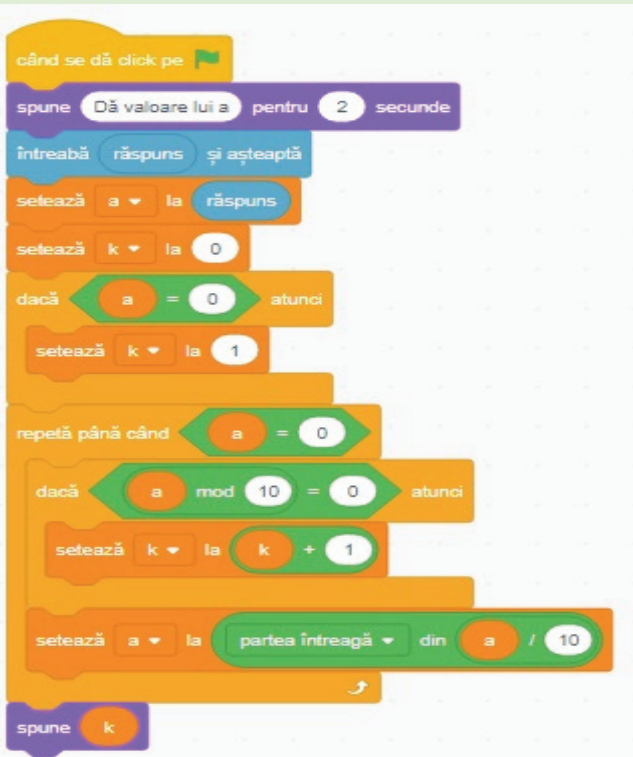 când se dă click pe
spune Dă valoare lui a pentru 2 secunde
întreabă răspuns și așteaptă
setează a la răspuns
setează k la 0
dacă a = 0 atunci
setează k la 1
repetă până când a = 0
dacă a mod 10 = 0 atunci
setează k la k + 1
setează a la partea întreagă din a / 10
spune k